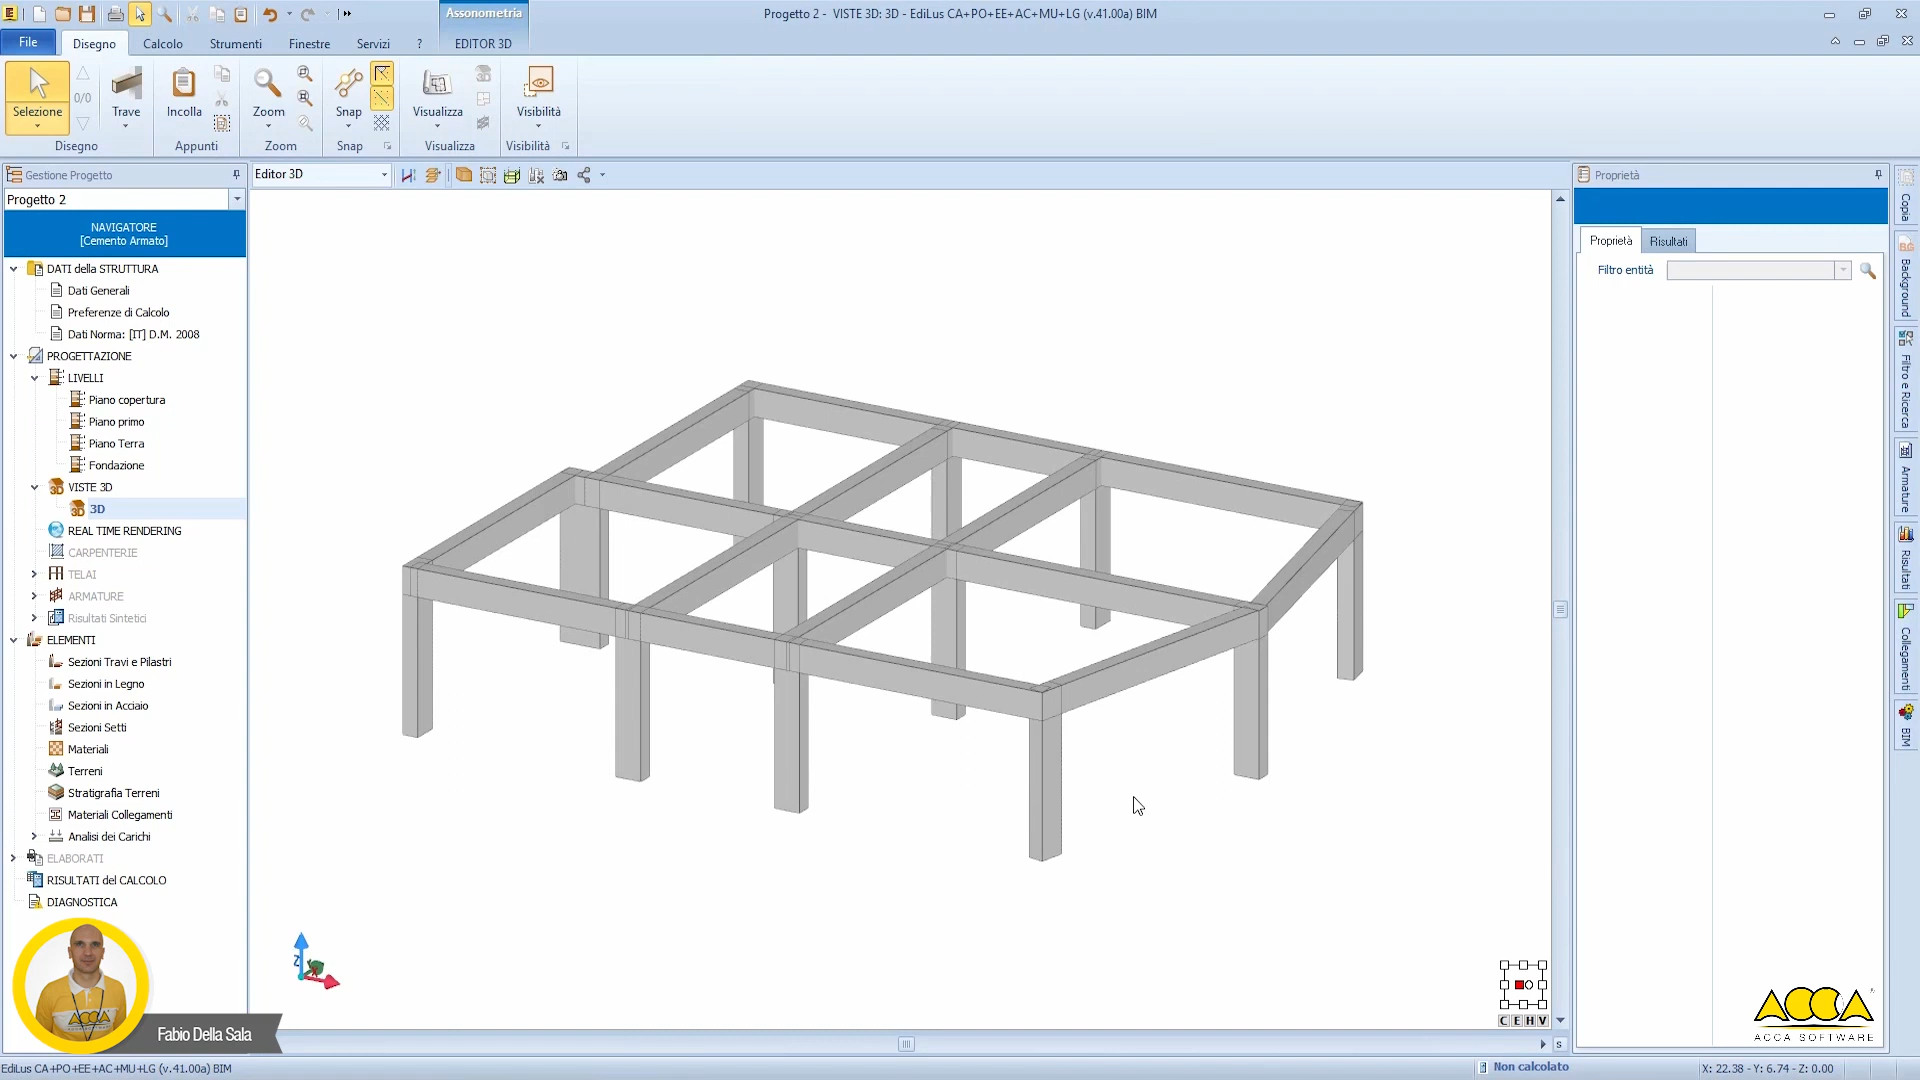 Assonometria
Progetto 2 - VISTE 3D: 3D - EdiLus CA+PO+EE+AC+MU+LG (v.41.00a) BIM
File
Disegno
Calcolo
Strumenti
Finestre
Servizi
?
EDITOR 3D
Selezione
0/0
Trave
Incolla
Zoom
Snap
Visualizza
Visibilità
Disegno
Appunti
Zoom
Snap
Visualizza
Visibilità
Gestione Progetto
Editor 3D
Proprietà
Progetto 2
NAVIGATORE
[Cemento Armato]
DATI della STRUTTURA
Dati Generali
Preferenze di Calcolo
Dati Norma: [IT] D.M. 2008
PROGETTAZIONE
LIVELLI
Piano copertura
Piano primo
Piano Terra
Fondazione
VISTE 3D
3D
REAL TIME RENDERING
CARPENTERIE
TELAI
ARMATURE
Risultati Sintetici
ELEMENTI
Sezioni Travi e Pilastri
Sezioni in Legno
Sezioni in Acciaio
Sezioni Setti
Materiali
Terreni
Stratigrafia Terreni
Materiali Collegamenti
Analisi dei Carichi
ELABORATI
RISULTATI del CALCOLO
DIAGNOSTICA
Proprietà
Risultati
Filtro entità
Copia
Background
Filtro e Ricerca
Armature
Risultati
Collegamenti
BIM
Z
C E H V
S
ACCA
Fabio Della Sala
ACCA
ACCA SOFTWARE
EdiLus CA+PO+EE+AC+MU+LG (v.41.00a) BIM
Non calcolato
X: 22.38 - Y: 6.74 - Z: 0.00